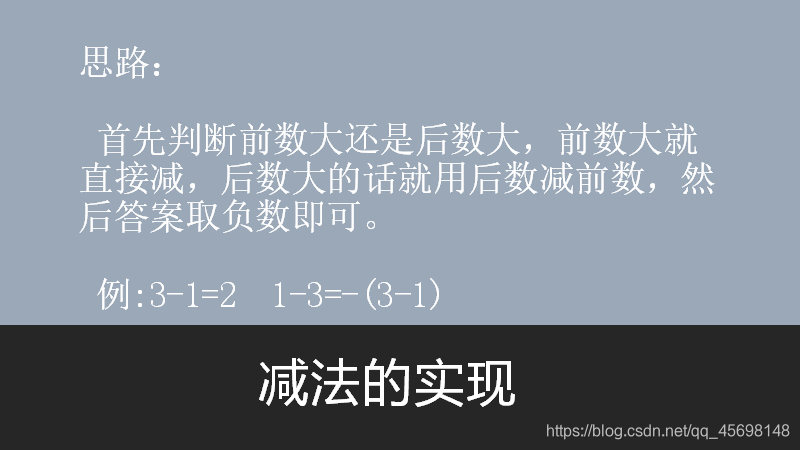 思路：
首先判断前数大还是后数大，前数大就
直接减，后数大的话就用后数减前数，然
后答案取负数即可。
例:3-1=2  1-3=-(3-1)
减法的实现
https://blog.csdn.net/qq_45698148